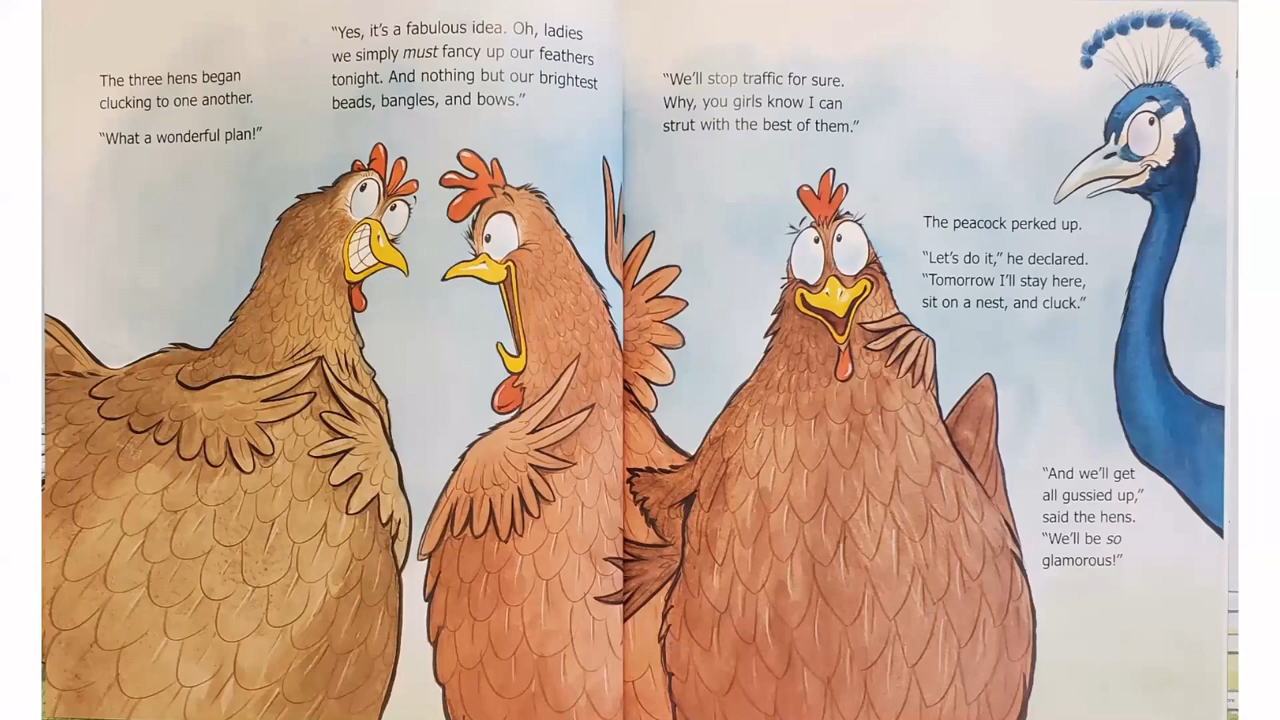 The three hens began
clucking to one another.
"What a wonderful plan!"
"Yes, it's a fabulous idea. Oh, ladies
we simply must fancy up our feathers
tonight. And nothing but our brightest
beads, bangles, and bows."
"We'll stop traffic for sure.
Why, you girls know I can
strut with the best of them."
The peacock perked up.
"Let's do it," he declared.
"Tomorrow I'll stay here,
sit on a nest, and cluck."
"And we'll get
all gussied up,"
said the hens.
"We'll be so
glamorous!"